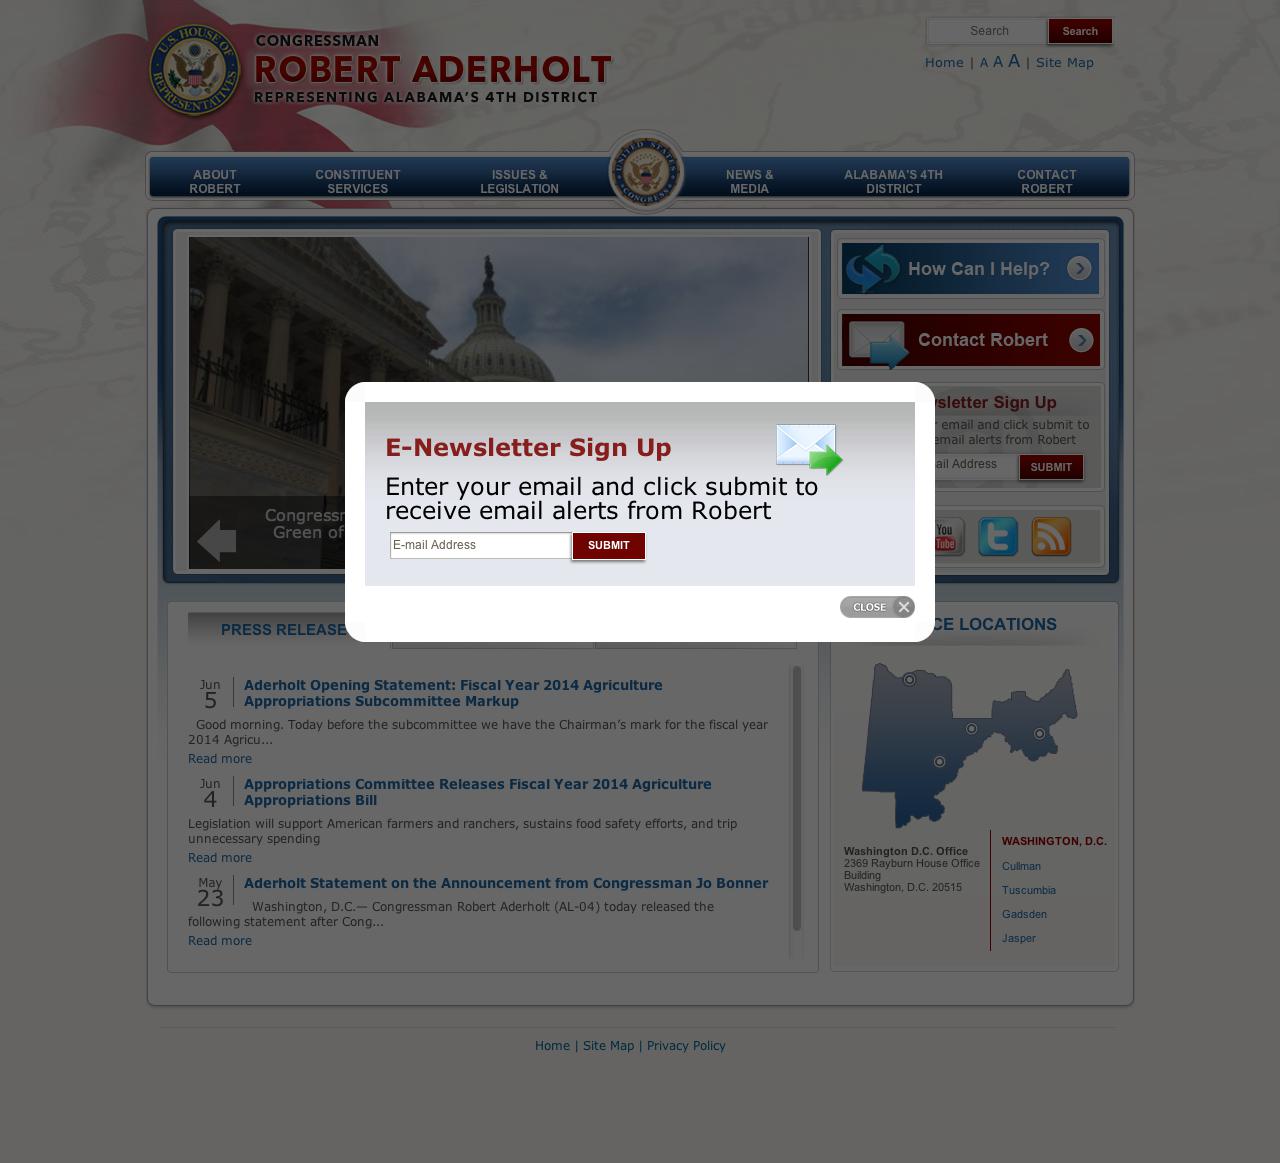 CONGRESSMAN
ROBERT ADERHOLT
REPRESENTING ALABAMA'S 4TH DISTRICT
Search
Search
Home | A A A | Site Map
ABOUT
ROBERT
CONSTITUENT
SERVICES
ISSUES &
LEGISLATION
NEWS &
MEDIA
ALABAMA'S 4TH
DISTRICT
CONTACT
ROBERT
U.S. HOUSE OF
REPRESENTATIVES
UNITED STATES
CONGRESS
How Can I Help?
Contact Robert
sletter Sign Up
email and click submit to
email alerts from Robert
ail Address
SUBMIT
You
Tube
Congressm
Green of
E-Newsletter Sign Up
Enter your email and click submit to
receive email alerts from Robert
E-mail Address
SUBMIT
CLOSE
PRESS RELEASE
CE LOCATIONS
Jun
5
Aderholt Opening Statement: Fiscal Year 2014 Agriculture
Appropriations Subcommittee Markup
Good morning. Today before the subcommittee we have the Chairman's mark for the fiscal year
2014 Agricu...
Read more
Jun
4
Appropriations Committee Releases Fiscal Year 2014 Agriculture
Appropriations Bill
Legislation will support American farmers and ranchers, sustains food safety efforts, and trip
unnecessary spending
Read more
May
23
Aderholt Statement on the Announcement from Congressman Jo Bonner
Washington, D.C.— Congressman Robert Aderholt (AL-04) today released the
following statement after Cong...
Read more
Washington D.C. Office
2369 Rayburn House Office
Building
Washington, D.C. 20515
WASHINGTON, D.C.
Cullman
Tuscumbia
Gadsden
Jasper
Home | Site Map | Privacy Policy